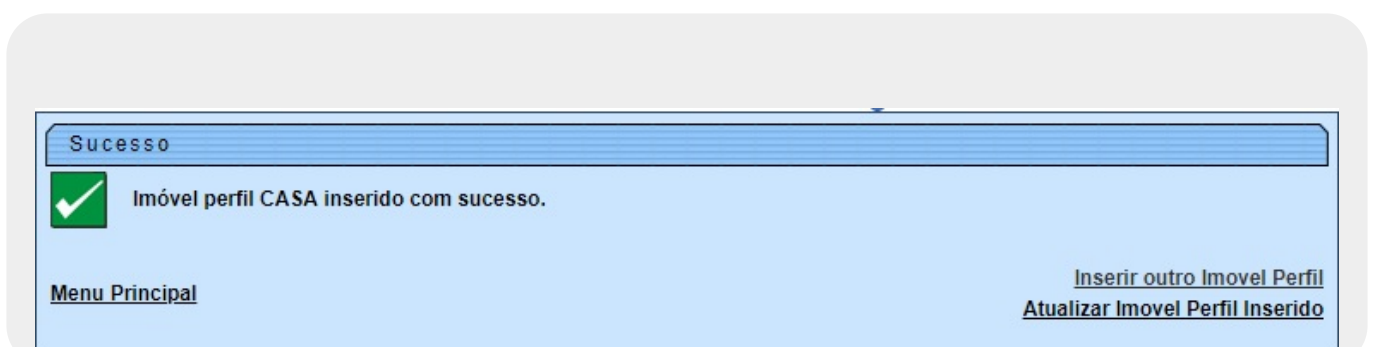 Sucesso
Imóvel perfil CASA inserido com sucesso.
Inserir outro Imovel Perfil
Menu Principal
Atualizar Imovel Perfil Inserido